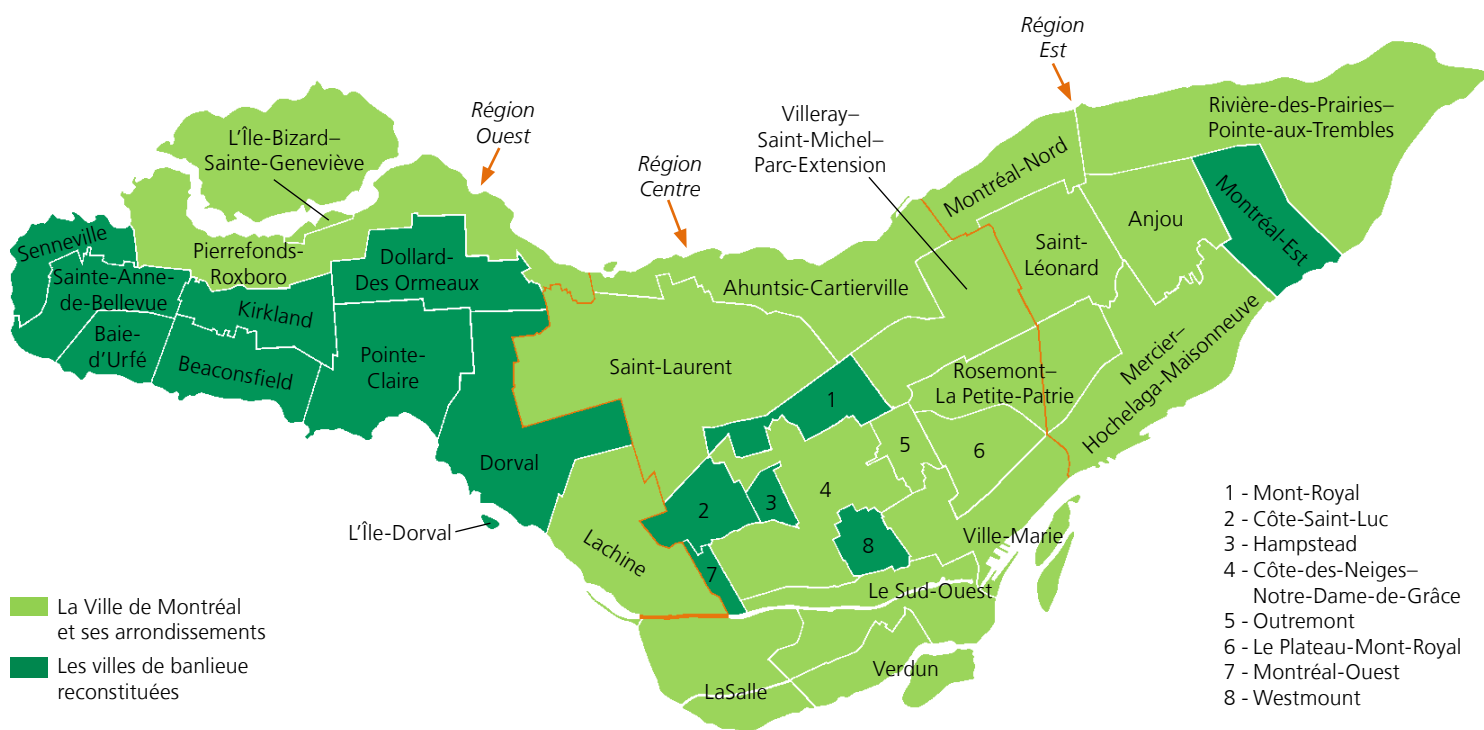 Région
Est
Région
Ouest
Région
Centre
Villeray–
Saint-Michel–
Parc-Extension
Rivière-des-Prairies–
Pointe-aux-Trembles
L'Île-Bizard–
Sainte-Geneviève
Montréal-Nord
Anjou
Montréal-Est
Senneville
Pierrefonds-
Roxboro
Dollard-
Des Ormeaux
Saint-
Léonard
Sainte-Anne-
de-Bellevue
Ahuntsic-Cartierville
Kirkland
Baie-
d'Urfé
Beaconsfield
Pointe-
Claire
Saint-Laurent
Rosemont–
La Petite-Patrie
Mercier–
Hochelaga-Maisonneuve
1
5
6
Dorval
4
2
3
L'Île-Dorval
Lachine
8
7
Ville-Marie
Le Sud-Ouest
Verdun
LaSalle
La Ville de Montréal
et ses arrondissements
Les villes de banlieue
reconstituées
1 - Mont-Royal
2 - Côte-Saint-Luc
3 - Hampstead
4 - Côte-des-Neiges–
Notre-Dame-de-Grâce
5 - Outremont
6 - Le Plateau-Mont-Royal
7 - Montréal-Ouest
8 - Westmount